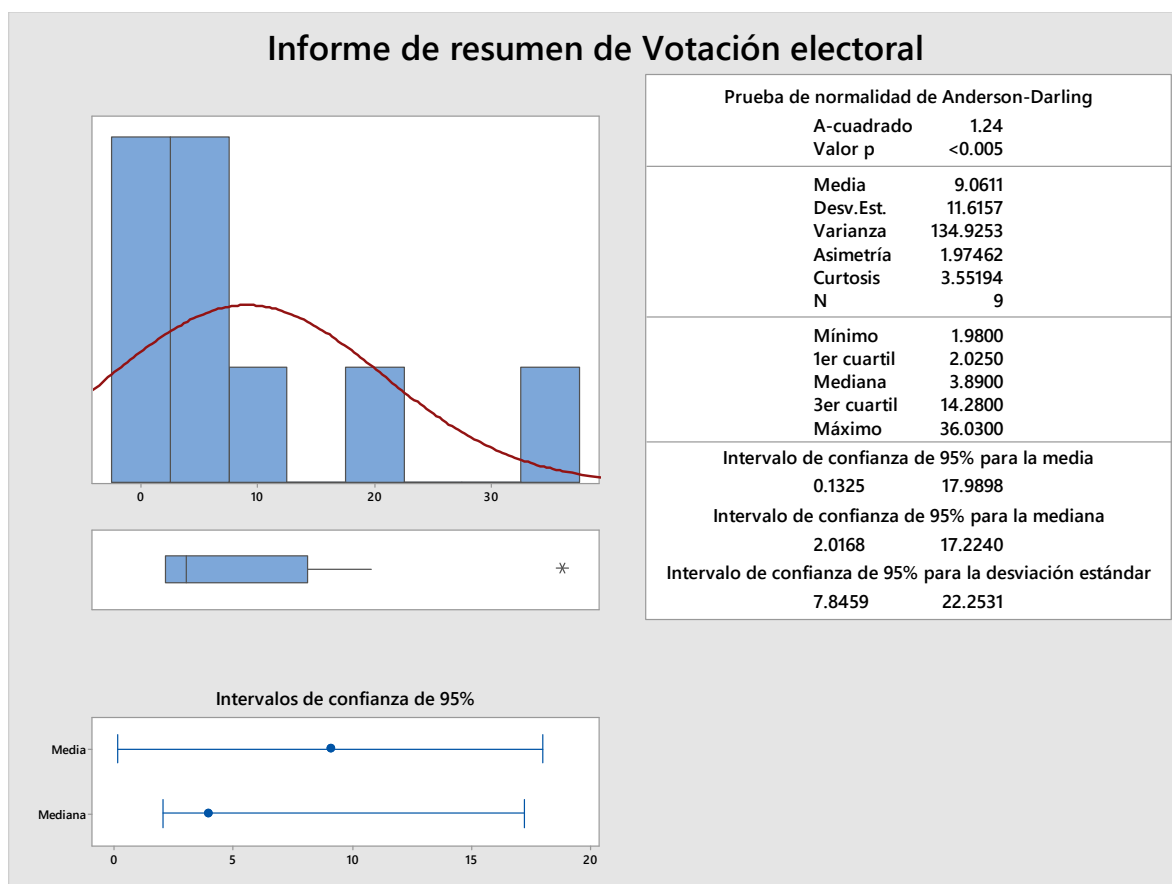 Informe de resumen de Votación electoral
0 10 20 30
Prueba de normalidad de Anderson-Darling
A-cuadrado 1.24
Valor p <0.005
Media 9.0611
Desv.Est. 11.6157
Varianza 134.9253
Asimetría 1.97462
Curtosis 3.55194
N 9
Mínimo 1.9800
1er cuartil 2.0250
Mediana 3.8900
3er cuartil 14.2800
Máximo 36.0300
Intervalo de confianza de 95% para la media
0.1325 17.9898
Intervalo de confianza de 95% para la mediana
2.0168 17.2240
Intervalo de confianza de 95% para la desviación estándar
7.8459 22.2531
Intervalos de confianza de 95%
Media
Mediana
0 5 10 15 20